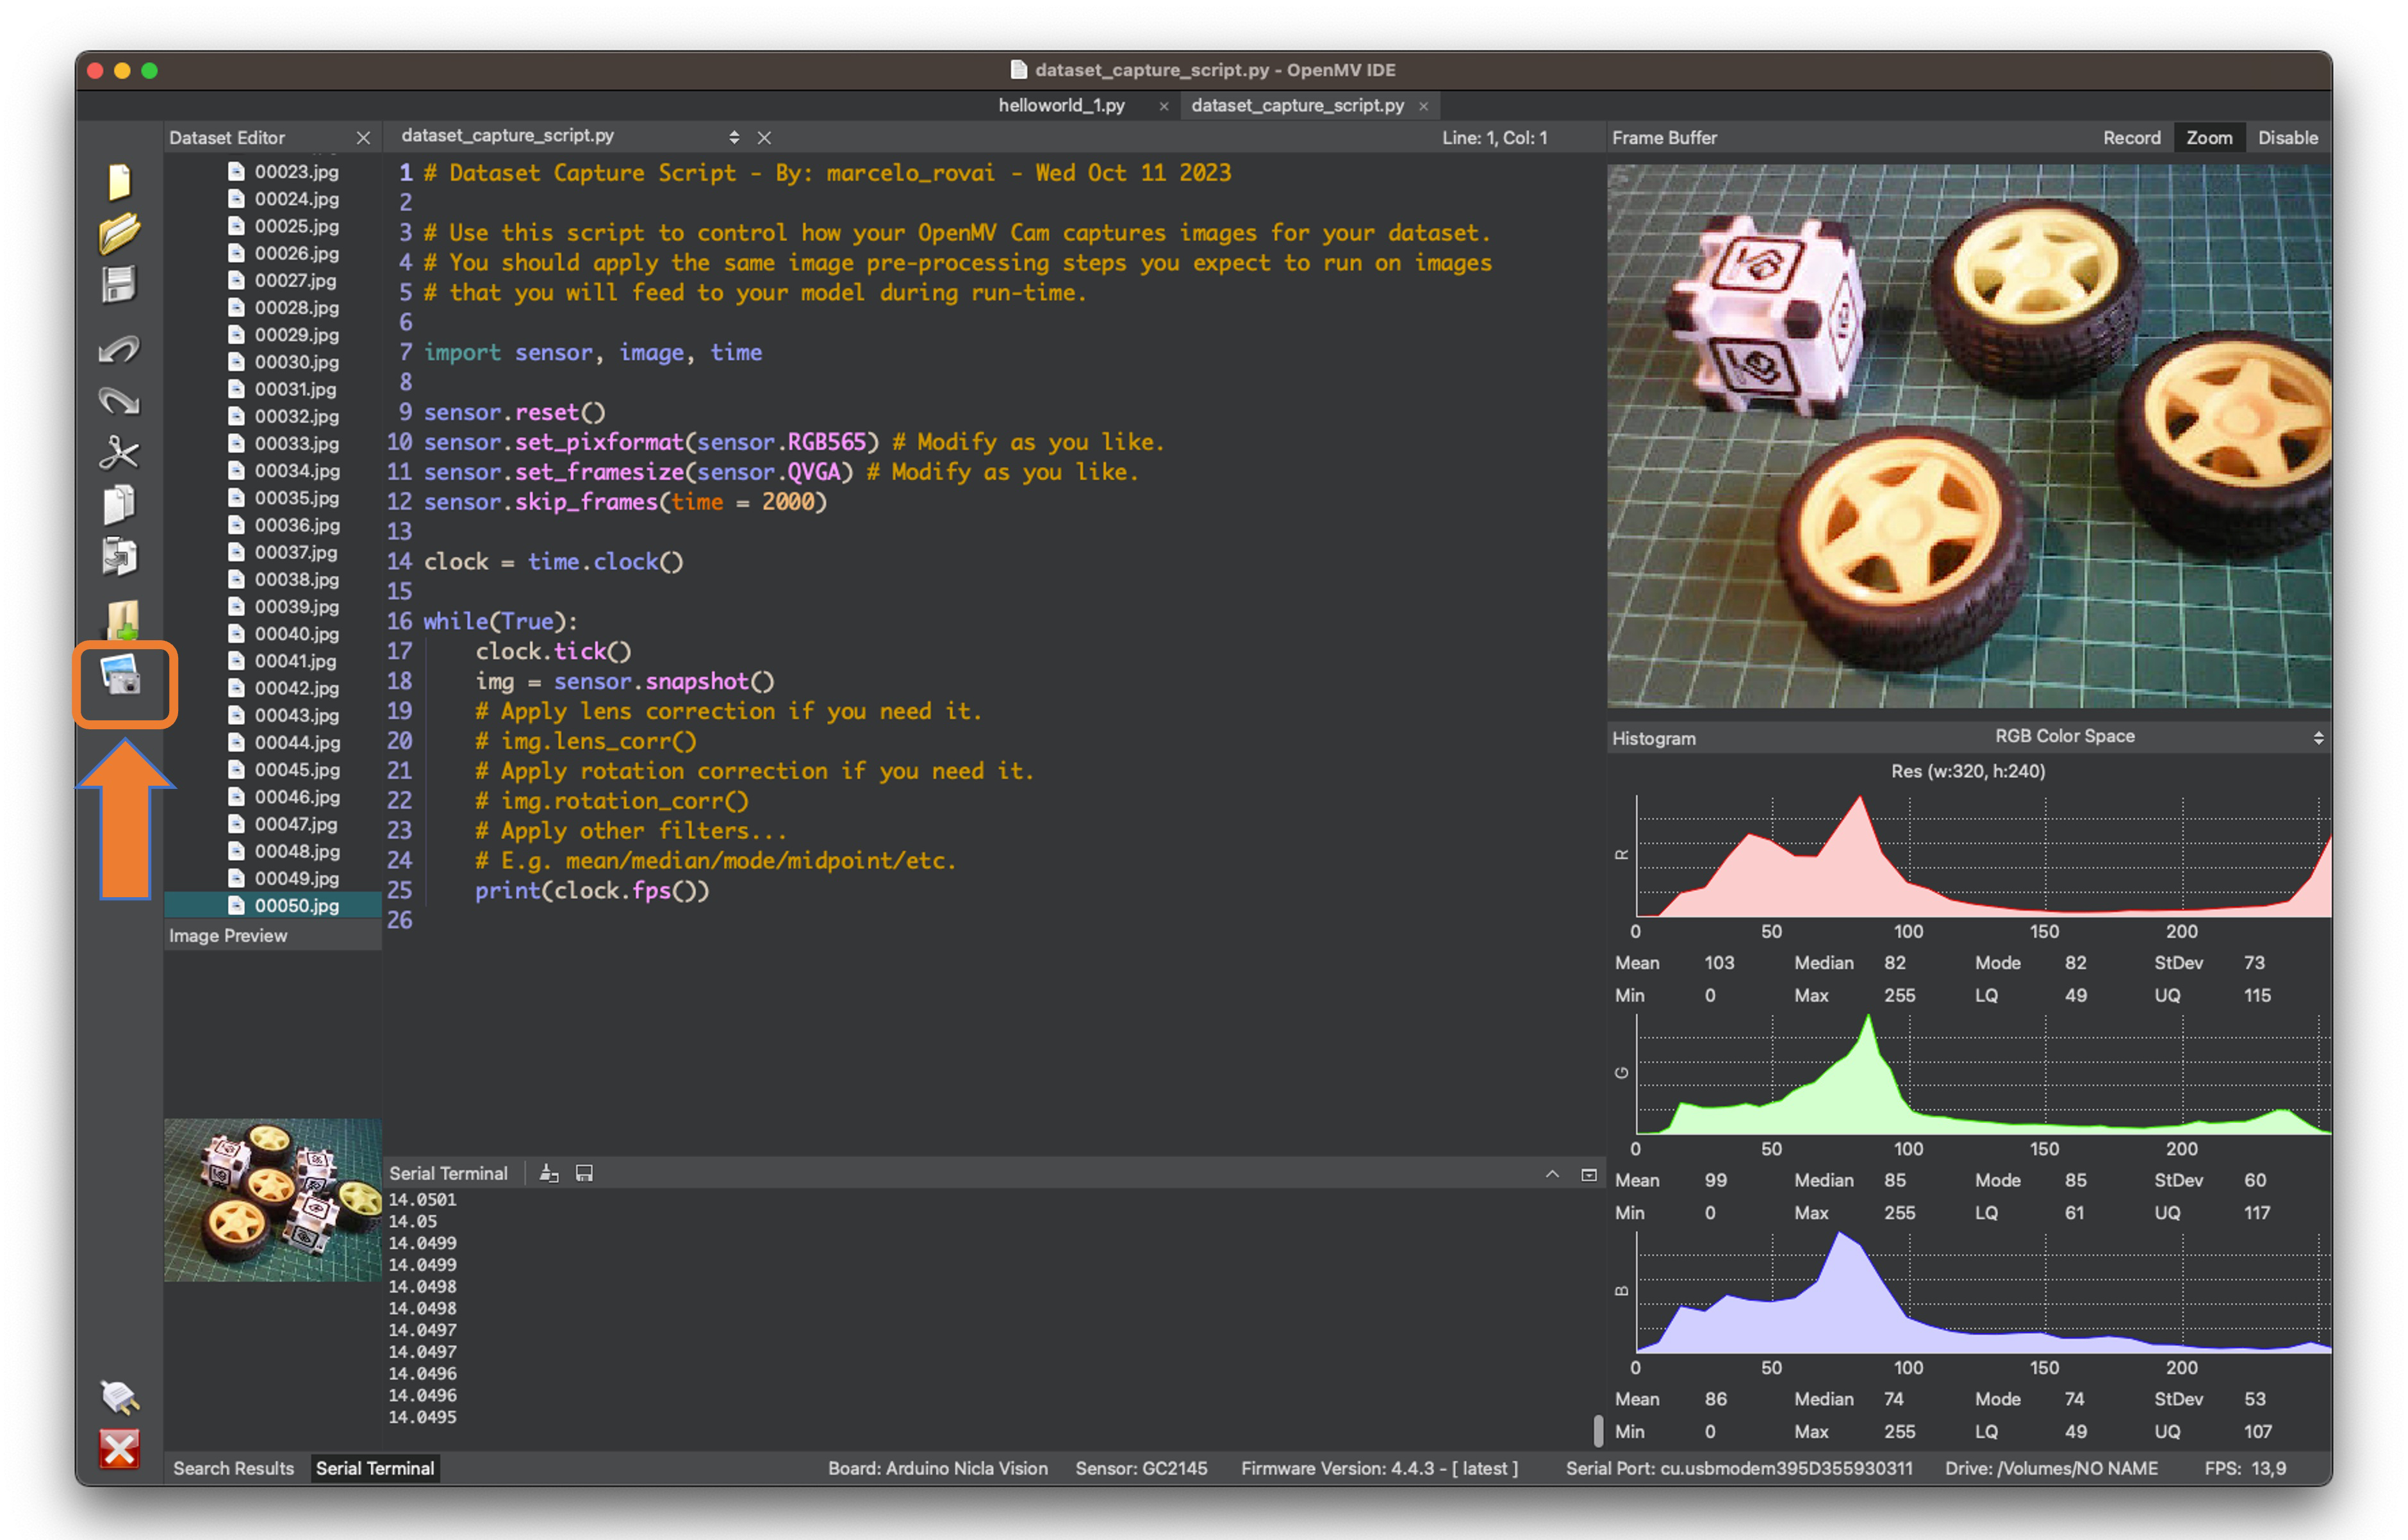 dataset_capture_script.py - OpenMV IDE
helloworld_1.py
dataset_capture_script.py
Dataset Editor
00023.jpg
00024.jpg
00025.jpg
00026.jpg
00027.jpg
00028.jpg
00029.jpg
00030.jpg
00031.jpg
00032.jpg
00033.jpg
00034.jpg
00035.jpg
00036.jpg
00037.jpg
00038.jpg
00039.jpg
00040.jpg
00041.jpg
00042.jpg
00043.jpg
00044.jpg
00045.jpg
00046.jpg
00047.jpg
00048.jpg
00049.jpg
00050.jpg
Image Preview
dataset_capture_script.py
Line: 1, Col: 1
1 # Dataset Capture Script - By: marcelo_rovai - Wed Oct 11 2023
2
3 # Use this script to control how your OpenMV Cam captures images for your dataset.
4 # You should apply the same image pre-processing steps you expect to run on images
5 # that you will feed to your model during run-time.
6
7 import sensor, image, time
8
9 sensor.reset()
10 sensor.set_pixformat(sensor.RGB565) # Modify as you like.
11 sensor.set_framesize(sensor.QVGA) # Modify as you like.
12 sensor.skip_frames(time = 2000)
13
14 clock = time.clock()
15
16 while(True):
17     clock.tick()
18     img = sensor.snapshot()
19     # Apply lens correction if you need it.
20     # img.lens_corr()
21     # Apply rotation correction if you need it.
22     # img.rotation_corr()
23     # Apply other filters...
24     # E.g. mean/median/mode/midpoint/etc.
25     print(clock.fps())
26
Serial Terminal
14.0501
14.05
14.0499
14.0499
14.0498
14.0498
14.0497
14.0497
14.0496
14.0496
14.0495
Frame Buffer Record Zoom Disable
Histogram RGB Color Space
Res (w:320, h:240)
R
0 50 100 150 200
Mean 103 Median 82 Mode 82 StDev 73
Min 0 Max 255 LQ 49 UQ 115
G
0 50 100 150 200
Mean 99 Median 85 Mode 85 StDev 60
Min 0 Max 255 LQ 61 UQ 117
B
0 50 100 150 200
Mean 86 Median 74 Mode 74 StDev 53
Min 0 Max 255 LQ 49 UQ 107
Search Results Serial Terminal Board: Arduino Nicla Vision Sensor: GC2145 Firmware Version: 4.4.3 - [ latest ] Serial Port: cu.usbmodem395D355930311 Drive: /Volumes/NO NAME FPS: 13,9